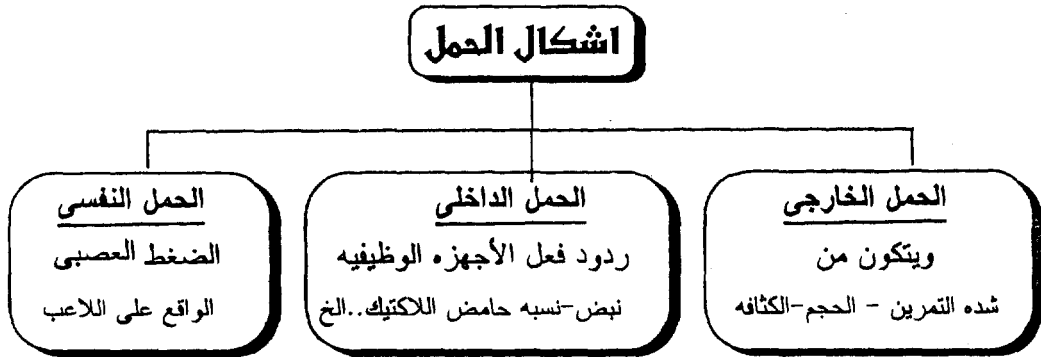 اشكال الحمل
الحمل الخارجى
ويتكون من
شده التمرين - الحجم-الكثافه
الحمل الداخلى
ردود فعل الأجهزه الوظيفيه
نبض-نسبه حامض اللاكتيك..الخ
الحمل النفسى
الضغط العصبى
الواقع على اللاعب